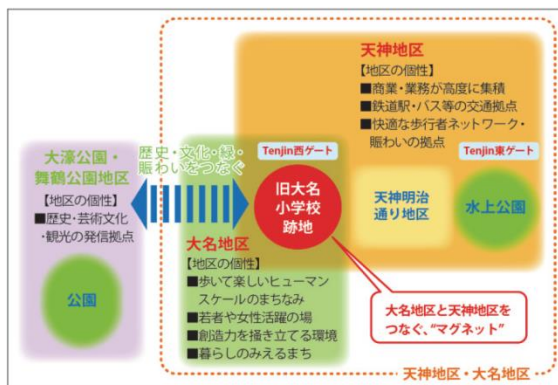 天神地区
【地区の個性】
■商業・業務が高度に集積
■鉄道駅・バス等の交通拠点
■快適な歩行者ネットワーク・
賑わいの拠点
大濠公園・
舞鶴公園地区
【地区の個性】
■歴史・芸術文化
・観光の発信拠点
公園
歴史・文化・緑・
賑わいをつなぐ
Tenjin西ゲート
旧大名
小学校
跡地
天神明治
通り地区
Tenjin東ゲート
水上公園
大名地区
【地区の個性】
■歩いて楽しいヒューマン
スケールのまちなみ
■若者や女性活躍の場
■創造力を掻き立てる環境
■暮らしのみえるまち
大名地区と天神地区を
つなぐ、“マグネット”
天神地区・大名地区